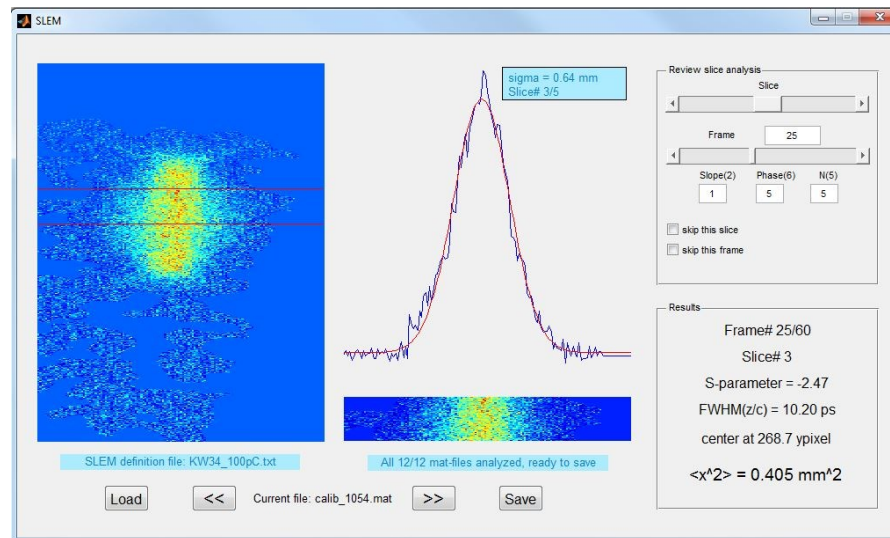 SLEM
sigma = 0.64 mm
Slice# 3/5
SLEM definition file: KW34_100pC.txt
All 12/12 mat-files analyzed, ready to save
Load
<<
Current file: calib_1054.mat
>>
Save
Review slice analysis
Slice
Frame
25
Slope(2)
Phase(6)
N(5)
1
5
5
skip this slice
skip this frame
Results
Frame# 25/60
Slice# 3
S-parameter = -2.47
FWHM(z/c) = 10.20 ps
center at 268.7 ypixel
<x^2> = 0.405 mm^2